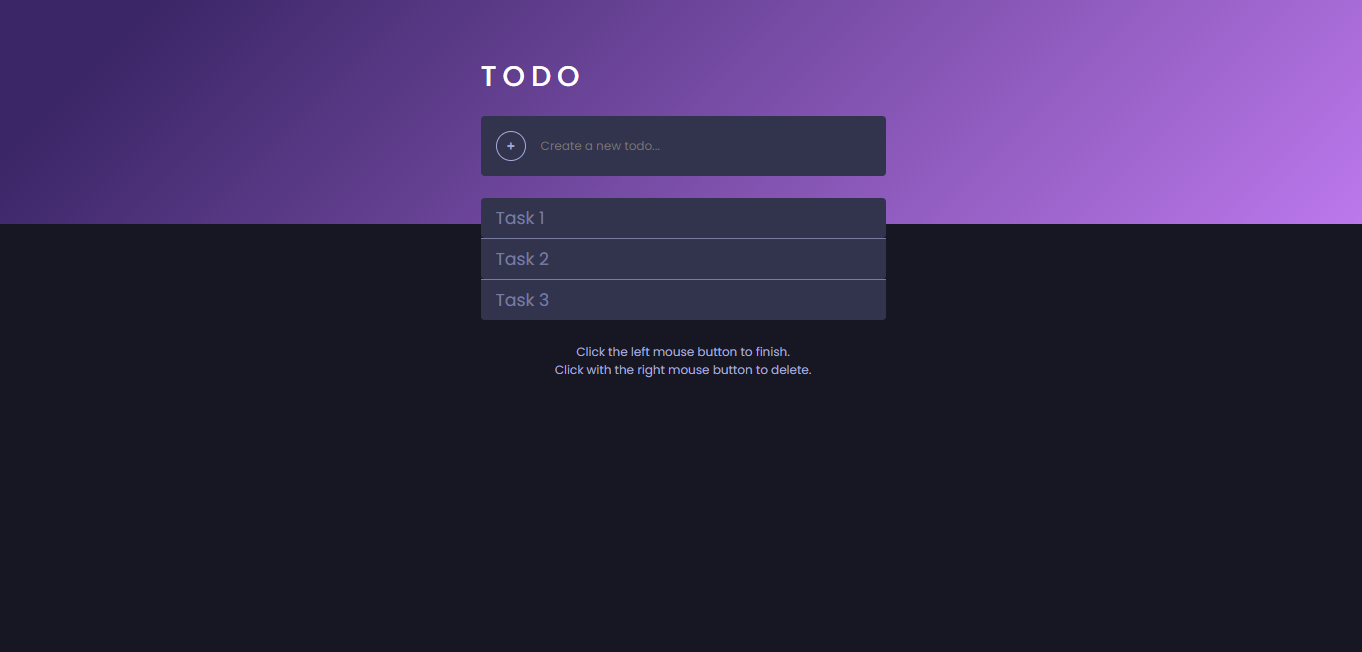 TODO
+ Create a new todo...
Task 1
Task 2
Task 3
Click the left mouse button to finish.
Click with the right mouse button to delete.